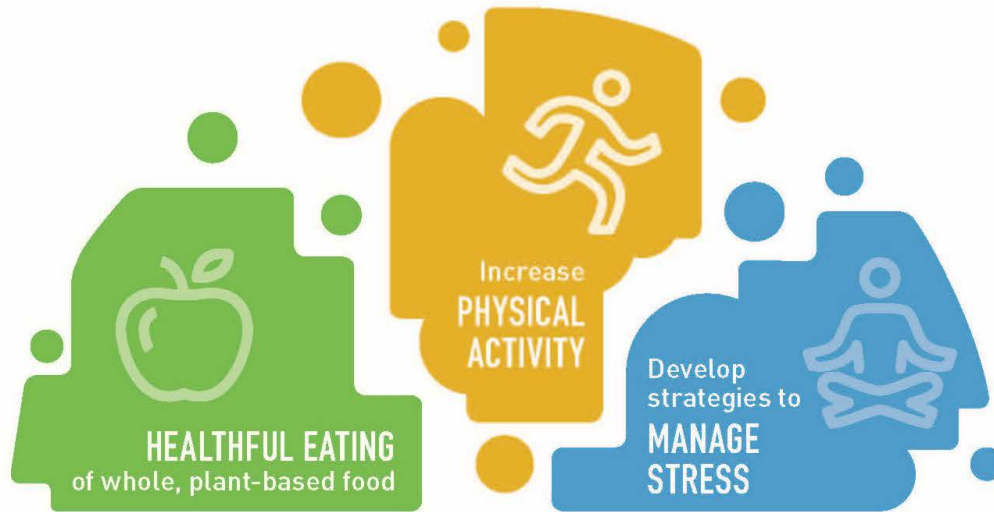 HEALTHFUL EATING
of whole, plant-based food
Increase
PHYSICAL
ACTIVITY
Develop
strategies to
MANAGE
STRESS